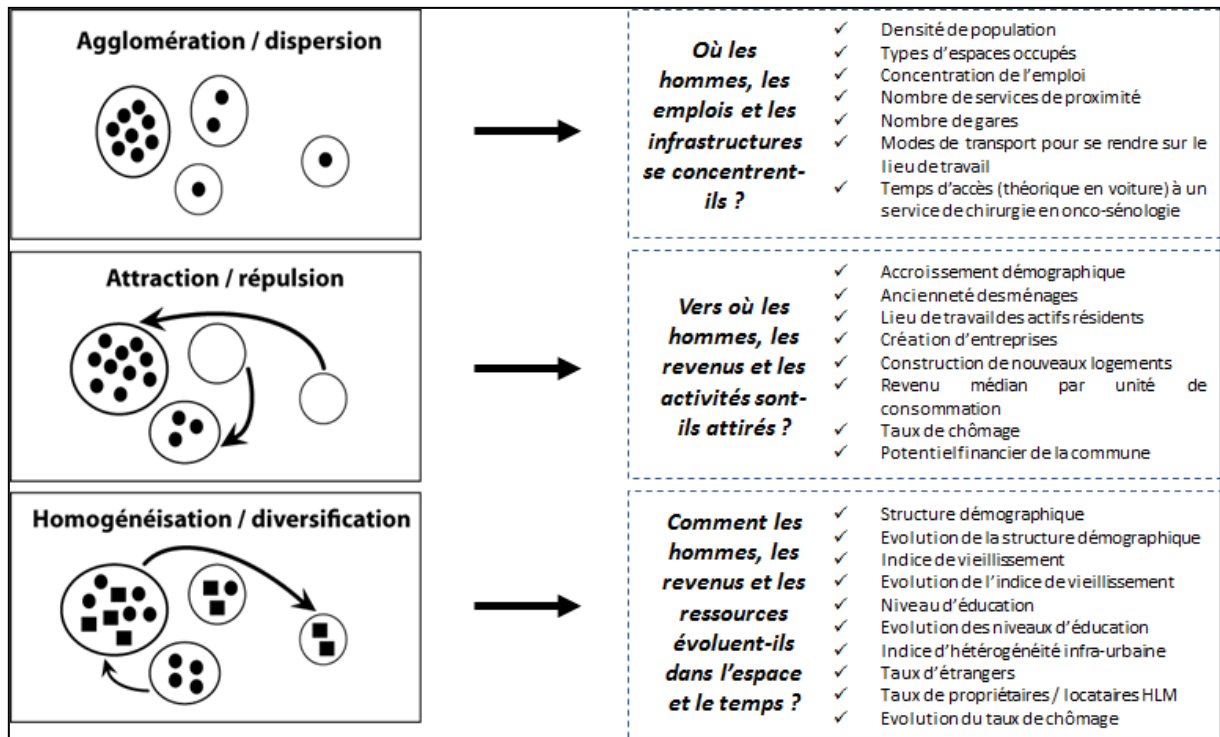 Agglomération / dispersion
Où les
hommes, les
emplois et les
infrastructures
se concentrent-
ils ?
✓ Densité de population
✓ Types d’espaces occupés
✓ Concentration de l’emploi
✓ Nombre de services de proximité
✓ Nombre de gares
✓ Modes de transport pour se rendre sur le
lieu de travail
✓ Temps d’accès (théorique en voiture) à un
service de chirurgie en onco-sénologie
Attraction / répulsion
Vers où les
hommes, les
revenus et les
activités sont-
ils attirés ?
✓ Accroissement démographique
✓ Ancienneté des ménages
✓ Lieu de travail des actifs résidents
✓ Création d’entreprises
✓ Construction de nouveaux logements
✓ Revenu médian par unité de
consommation
✓ Taux de chômage
✓ Potentiel financier de la commune
Homogénéisation / diversification
Comment les
hommes, les
revenus et les
ressources
évoluent-ils
dans l’espace
et le temps ?
✓ Structure démographique
✓ Evolution de la structure démographique
✓ Indice de vieillissement
✓ Evolution de l’indice de vieillissement
✓ Niveau d’éducation
✓ Evolution des niveaux d’éducation
✓ Indice d’hétérogénéité infra-urbaine
✓ Taux d’étrangers
✓ Taux de propriétaires / locataires HLM
✓ Evolution du taux de chômage